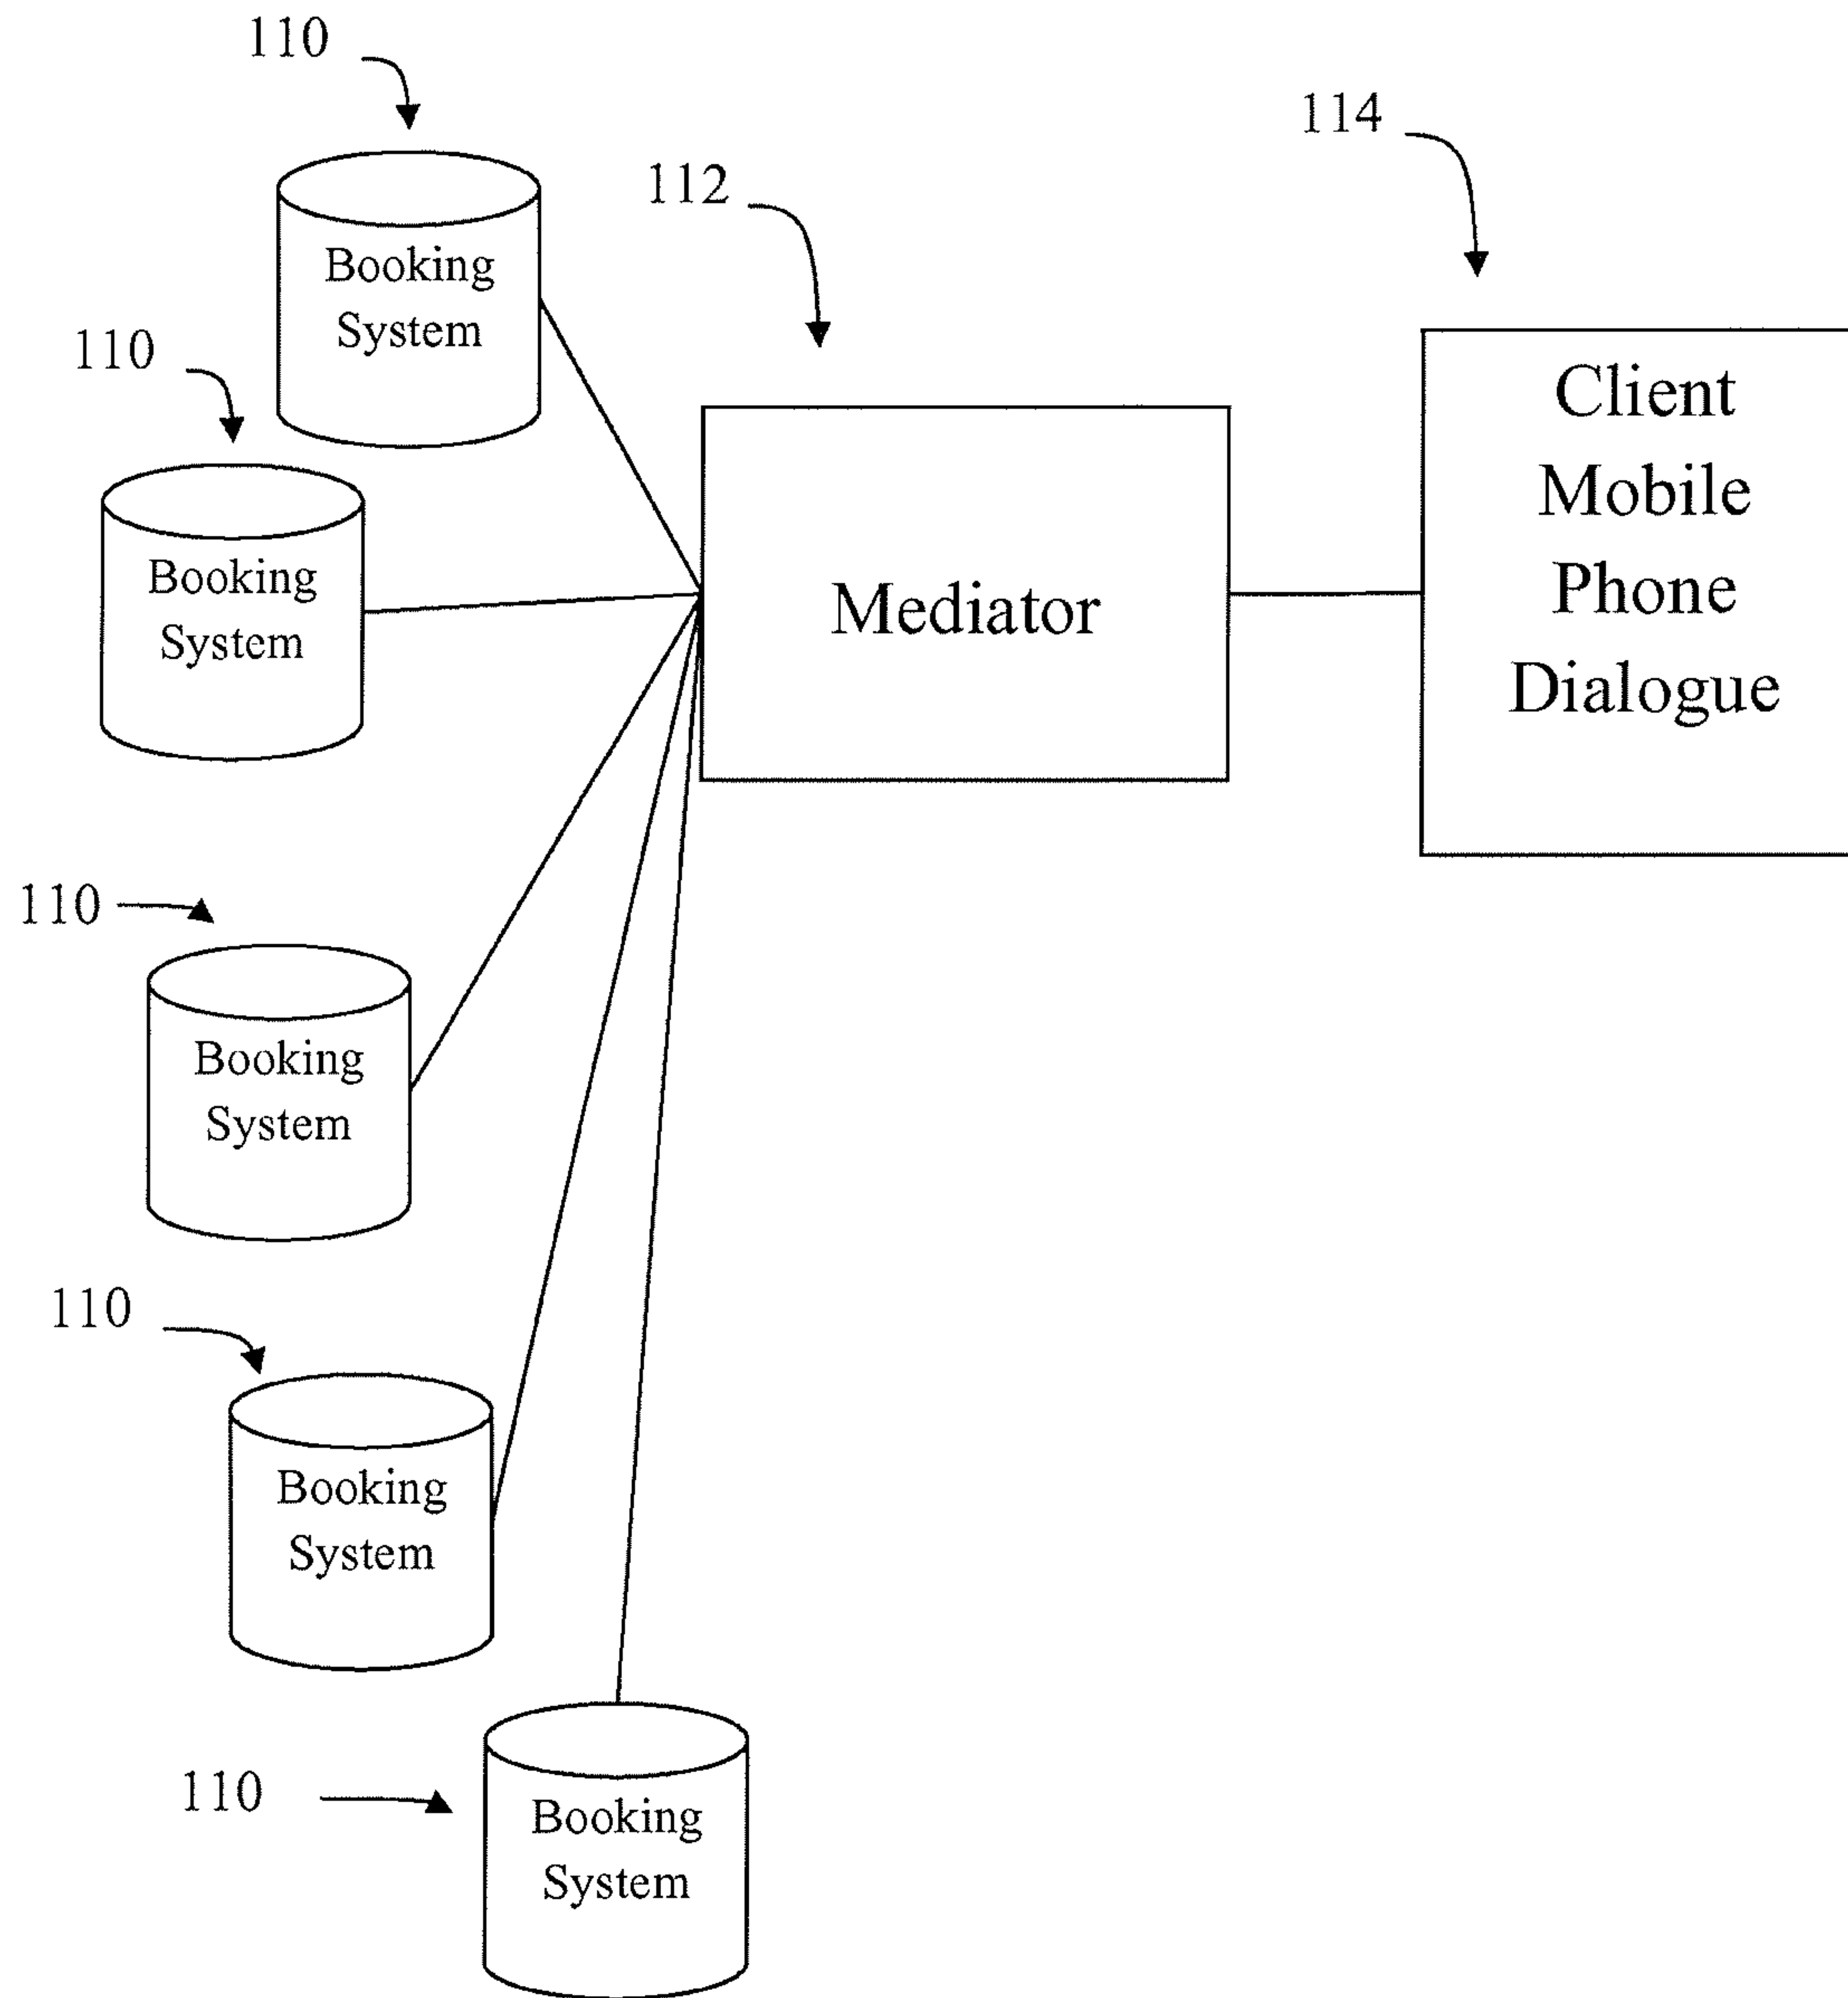 110
114
112
Booking
System
110
Client
Mobile
Phone
Dialogue
Booking
System
Mediator
110
Booking
System
110
Booking
System
110
Booking
System